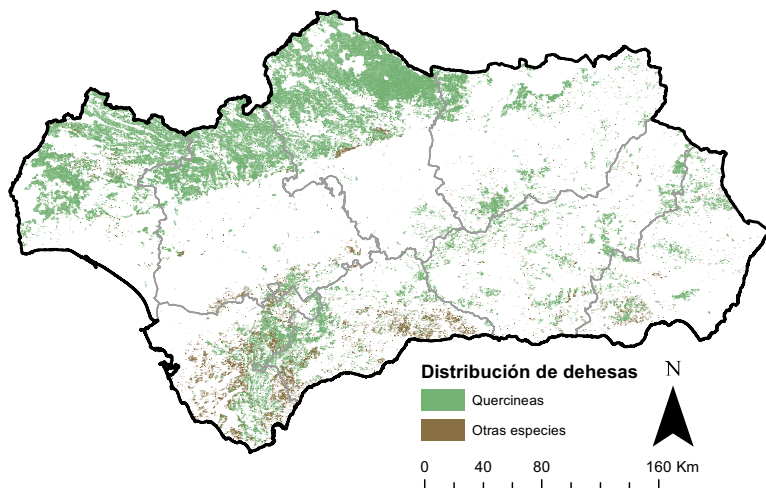 Distribución de dehesas
N
Quercineas
Otras especies
0 40 80 160 Km